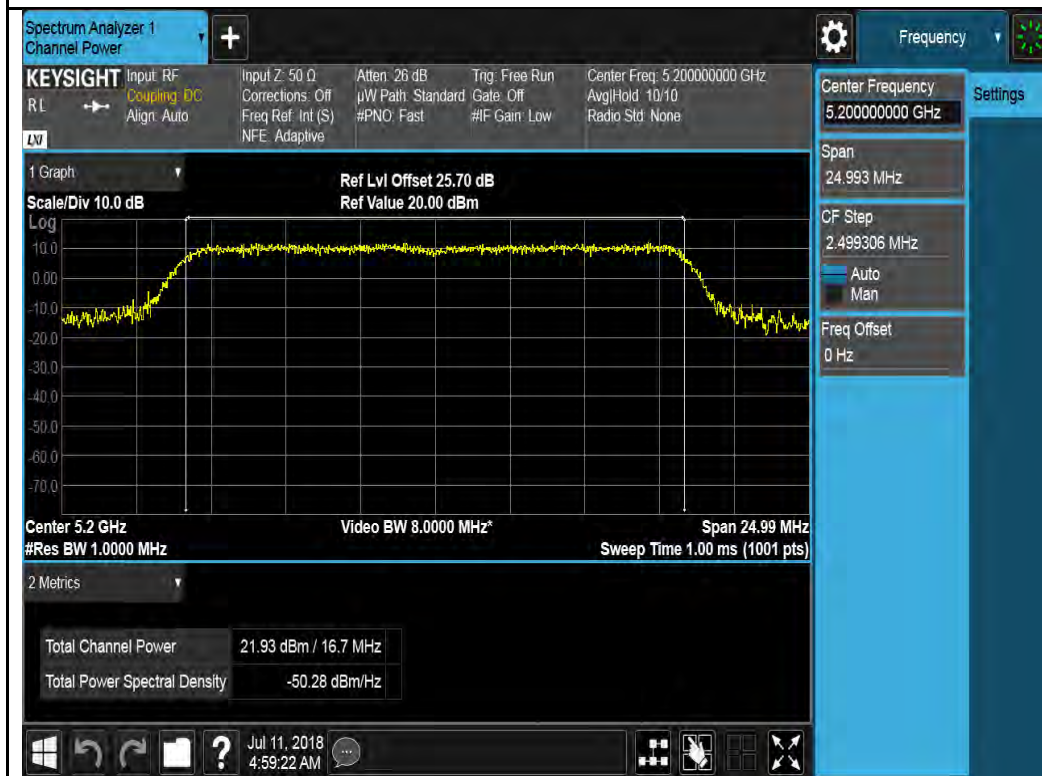 Spectrum Analyzer 1
Channel Power
+
Frequency
KEYSIGHT
R L
LXI
Input: RF
Coupling: DC
Align: Auto
Input Z: 50 Ω
Corrections: Off
Freq Ref: Int (S)
NFE: Adaptive
Atten: 26 dB
µW Path: Standard
#PNO: Fast
Trig: Free Run
Gate: Off
#IF Gain: Low
Center Freq: 5.200000000 GHz
Avg|Hold: 10/10
Radio Std: None
Center Frequency
5.200000000 GHz
Settings
Span
24.993 MHz
CF Step
2.499306 MHz
Auto
Man
Freq Offset
0 Hz
1 Graph
Scale/Div 10.0 dB
Ref Lvl Offset 25.70 dB
Ref Value 20.00 dBm
Log
10.0
0.00
-10.0
-20.0
-30.0
-40.0
-50.0
-60.0
-70.0
Center 5.2 GHz
Video BW 8.0000 MHz*
Span 24.99 MHz
#Res BW 1.0000 MHz
Sweep Time 1.00 ms (1001 pts)
2 Metrics
Total Channel Power 21.93 dBm / 16.7 MHz
Total Power Spectral Density -50.28 dBm/Hz
?
Jul 11, 2018
4:59:22 AM